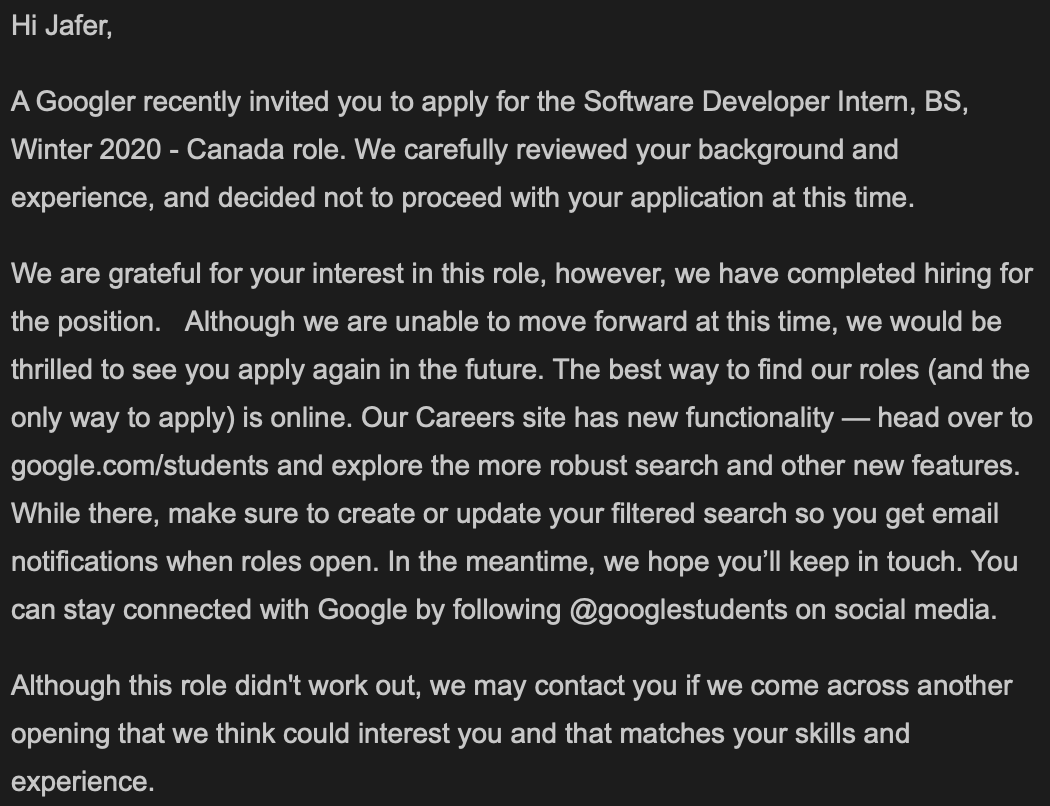 Hi Jafer,
A Googler recently invited you to apply for the Software Developer Intern, BS,
Winter 2020 - Canada role. We carefully reviewed your background and
experience, and decided not to proceed with your application at this time.
We are grateful for your interest in this role, however, we have completed hiring for
the position.   Although we are unable to move forward at this time, we would be
thrilled to see you apply again in the future. The best way to find our roles (and the
only way to apply) is online. Our Careers site has new functionality — head over to
google.com/students and explore the more robust search and other new features.
While there, make sure to create or update your filtered search so you get email
notifications when roles open. In the meantime, we hope you’ll keep in touch. You
can stay connected with Google by following @googlestudents on social media.
Although this role didn't work out, we may contact you if we come across another
opening that we think could interest you and that matches your skills and
experience.